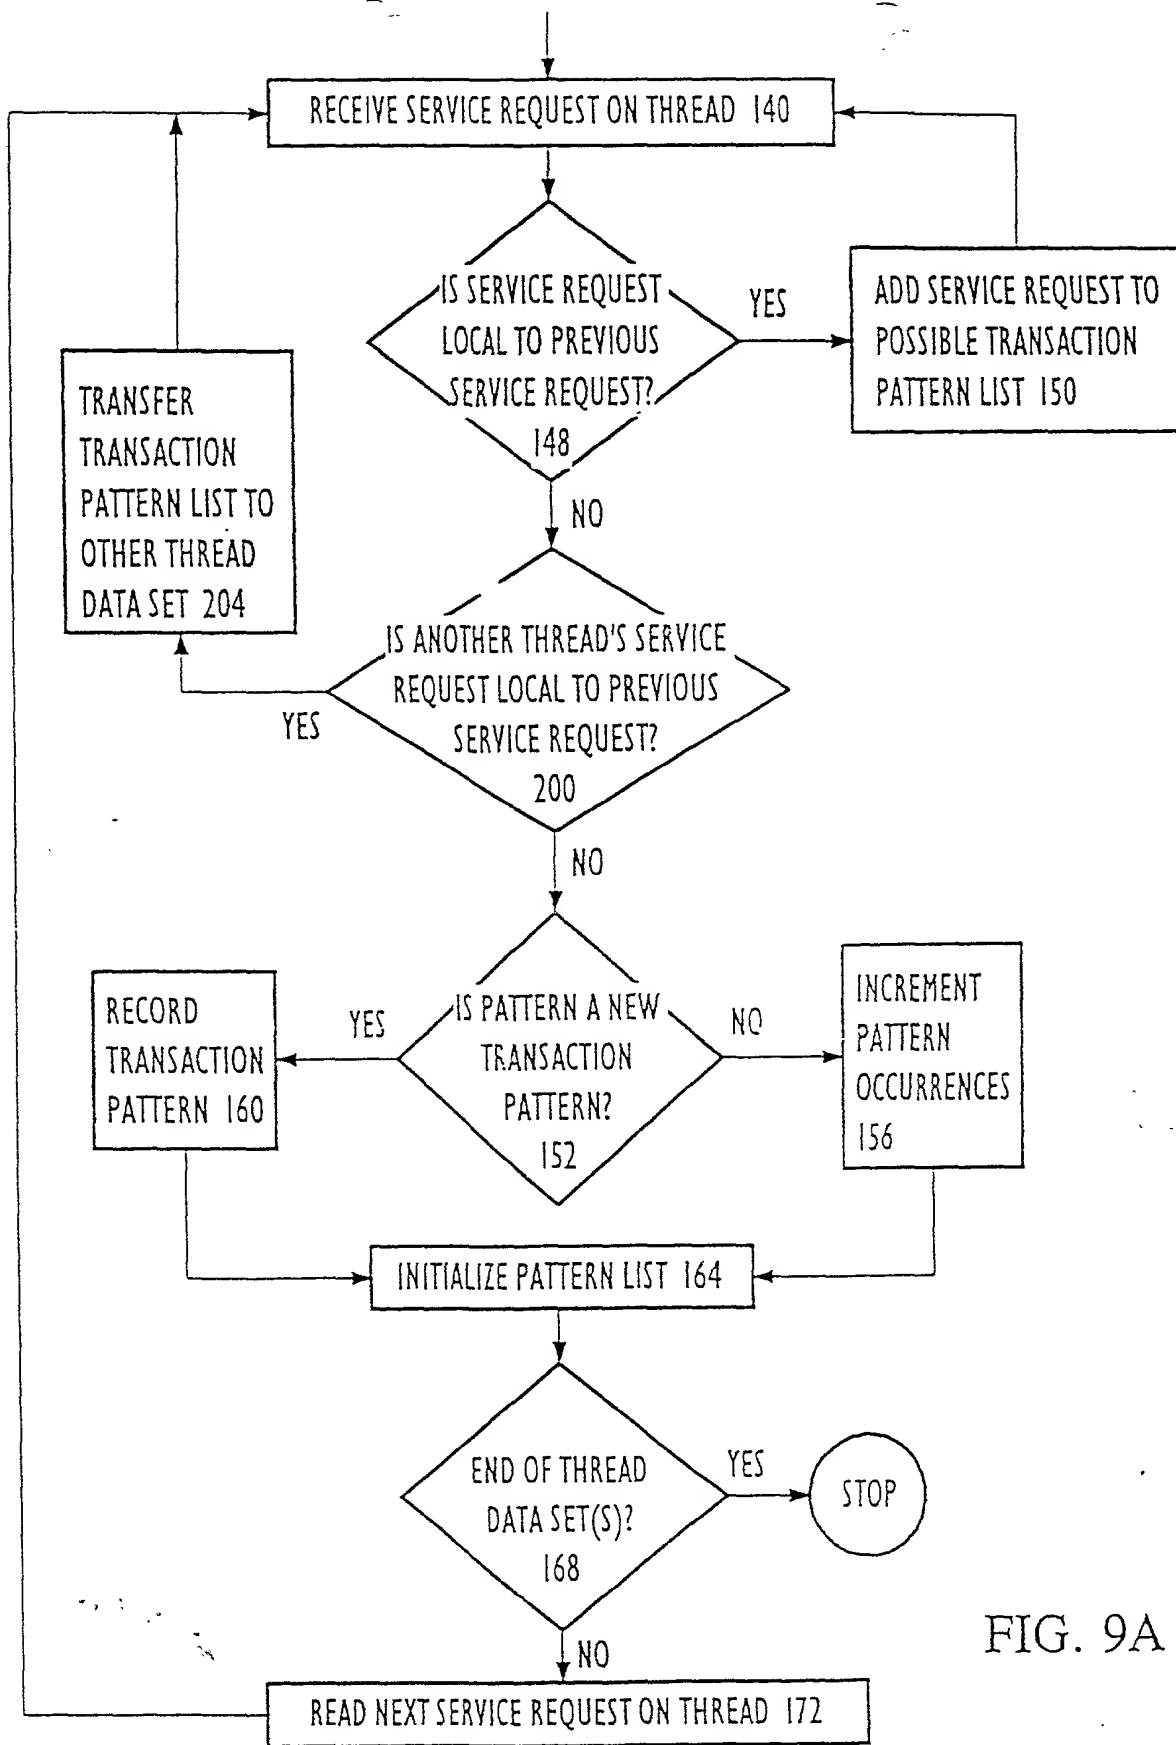 RECEIVE SERVICE REQUEST ON THREAD 140
IS SERVICE REQUEST
LOCAL TO PREVIOUS
SERVICE REQUEST?
148
YES
ADD SERVICE REQUEST TO
POSSIBLE TRANSACTION
PATTERN LIST 150
TRANSFER
TRANSACTION
PATTERN LIST TO
OTHER THREAD
DATA SET 204
NO
IS ANOTHER THREAD'S SERVICE
REQUEST LOCAL TO PREVIOUS
SERVICE REQUEST?
200
YES
NO
IS PATTERN A NEW
TRANSACTION
PATTERN?
152
YES
RECORD
TRANSACTION
PATTERN 160
NO
INCREMENT
PATTERN
OCCURRENCES
156
INITIALIZE PATTERN LIST 164
END OF THREAD
DATA SET(S)?
168
YES
STOP
NO
READ NEXT SERVICE REQUEST ON THREAD 172
FIG. 9A